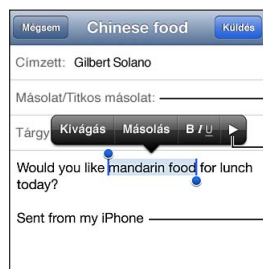 Mégsem Chinese food Küldés
Címzett: Gilbert Solano
Másolat/Titkos másolat:
Tárgy Kivágás Másolás B I U
Would you like mandarin food for lunch
today?
Sent from my iPhone